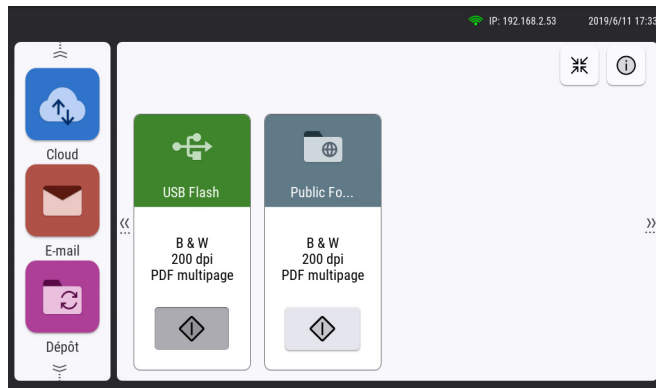 IP: 192.168.2.53 2019/6/11 17:33
Cloud
E-mail
Dépôt
USB Flash
B & W
200 dpi
PDF multipage
Public Fo...
B & W
200 dpi
PDF multipage